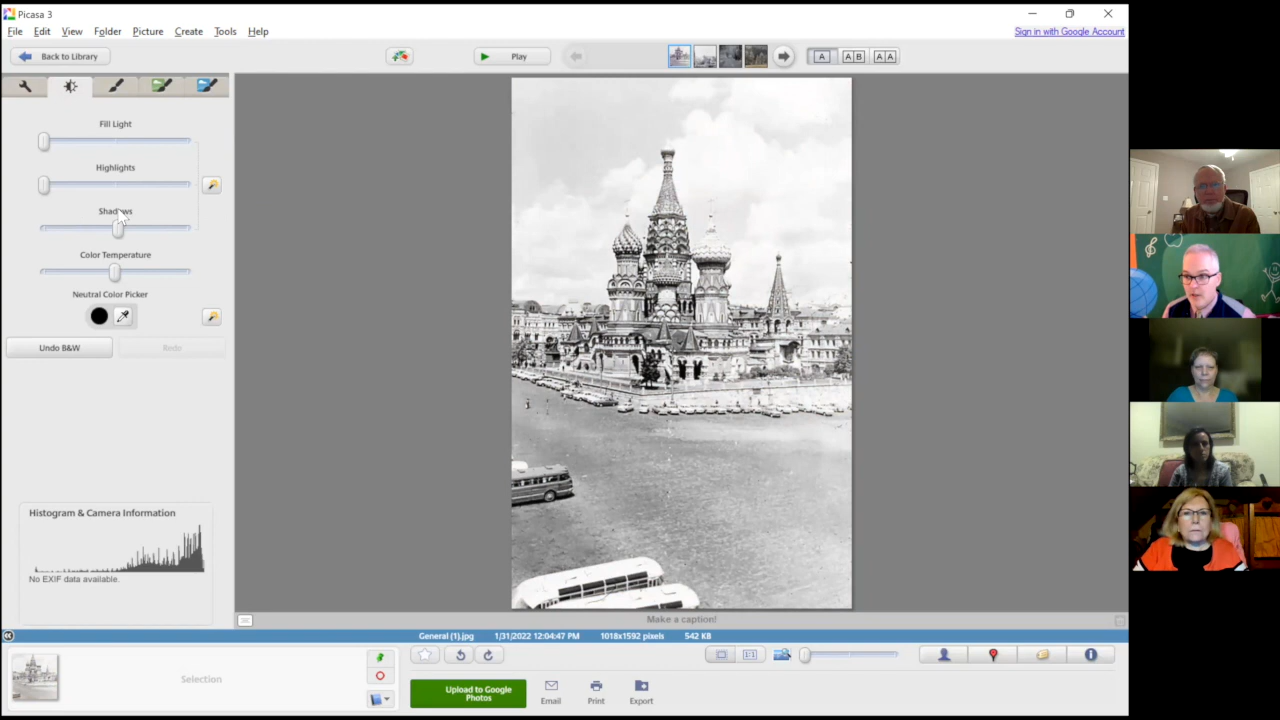 Picasa 3
File Edit View Folder Picture Create Tools Help
Sign in with Google Account
Back to Library
Play
A
A B
A A
Fill Light
Highlights
Shadows
Color Temperature
Neutral Color Picker
Undo B&W
Redo
Histogram & Camera Information
No EXIF data available.
Make a caption!
General (1).jpg 1/31/2022 12:04:47 PM 1018x1592 pixels 542 KB
1:1
Selection
Upload to Google
Photos
Email
Print
Export